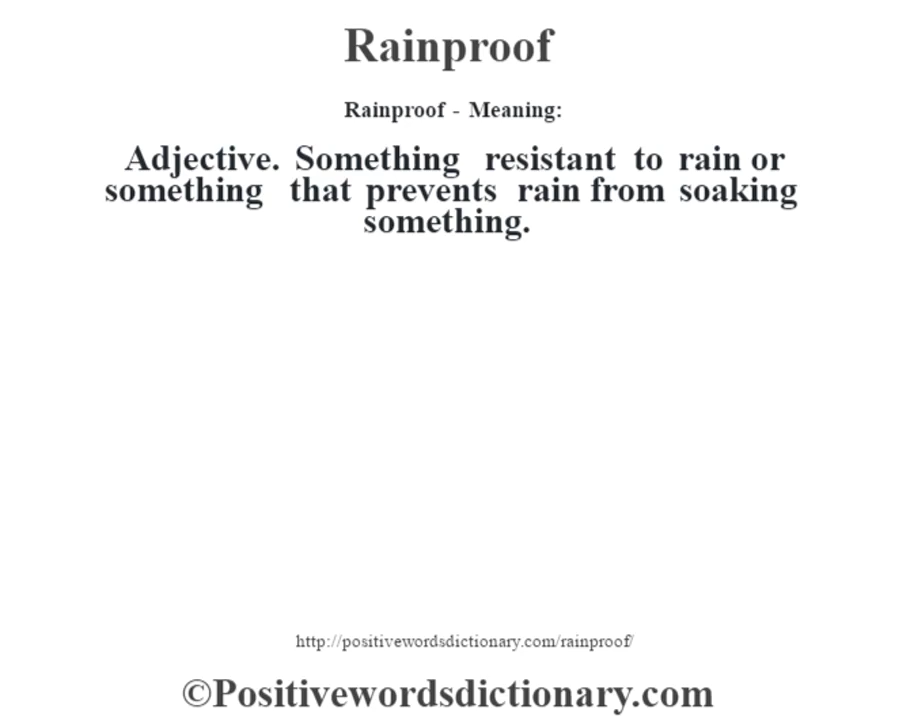 Rainproof
Rainproof - Meaning:
Adjective. Something resistant to rain or
something that prevents rain from soaking
something.
http://positivewordsdictionary.com/rainproof/
©Positivewordsdictionary.com